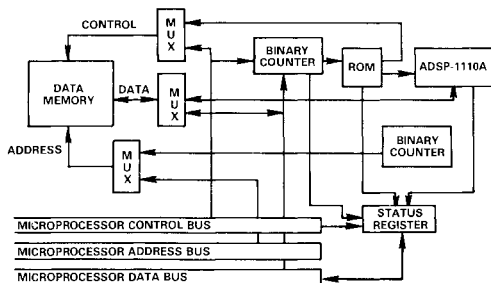 CONTROL
MUX
BINARY
COUNTER
ROM
ADSP-1110A
DATA
MEMORY
DATA
MUX
ADDRESS
MUX
BINARY
COUNTER
STATUS
REGISTER
MICROPROCESSOR CONTROL BUS
MICROPROCESSOR ADDRESS BUS
MICROPROCESSOR DATA BUS